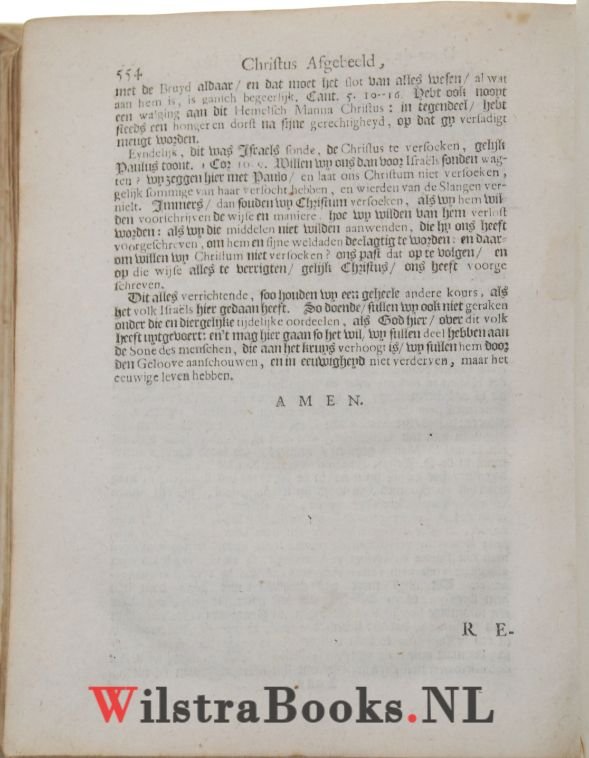 554
Christus Afgebeeld,
met de Bruyd aldaar/ en dat moet het slot van alles wesen/ al wat
aan hem is, is gantsch begeerlijk. Cant. 5. 10--16. Hebt ook nooyt
een walging aan dit Hemelsch Manna Christus: in tegendeel/ hebt
steeds een honger en dorst na sijne gerechtigheyd, op dat gy versadigt
meugt worden.
Eyndelijk, dit was Israels sonde, de Christus te versoeken, gelijk
Paulus toont. 1 Cor 10. 9. Willen wy ons dan voor Israels sonden wag-
ten? wy zeggen hier met Paulo/ en laat ons Christum niet versoeken,
gelijk sommige van haar versocht hebben, en wierden van de Slangen ver-
nielt. Immers/ dan souden wy Christum versoeken, als wy hem wil-
den voorschrijven de wijse en maniere, hoe wy wilden van hem verlost
worden: als wy die middelen niet wilden aanwenden, die hy ons heeft
voorgeschreven, om hem en sijne weldaden deelagtig te worden: en daar-
om willen wy Christum niet versoeken? ons past dat op te volgen/ en
op die wijse alles te verrigten/ gelijk Christus/ ons heeft voorge
schreven.
Dit alles verrichtende, soo houden wy een geheele andere kours, als
het volk Israëls hier gedaan heeft. So doende/ sullen wy ook niet geraken
onder die en diergelijke tijdelijke oordeelen, als God hier/ over dit volk
heeft uytgevoert: en't mag hier gaan so het wil, wy sullen deel hebben aan
de Sone des menschen, die aan het kruys verhoogt is/ wy sullen hem door
den Geloove aanschouwen, en in eeuwigheyd niet verderven, maar het
eeuwige leven hebben.
A M E N.
R E-
WilstraBooks.NL